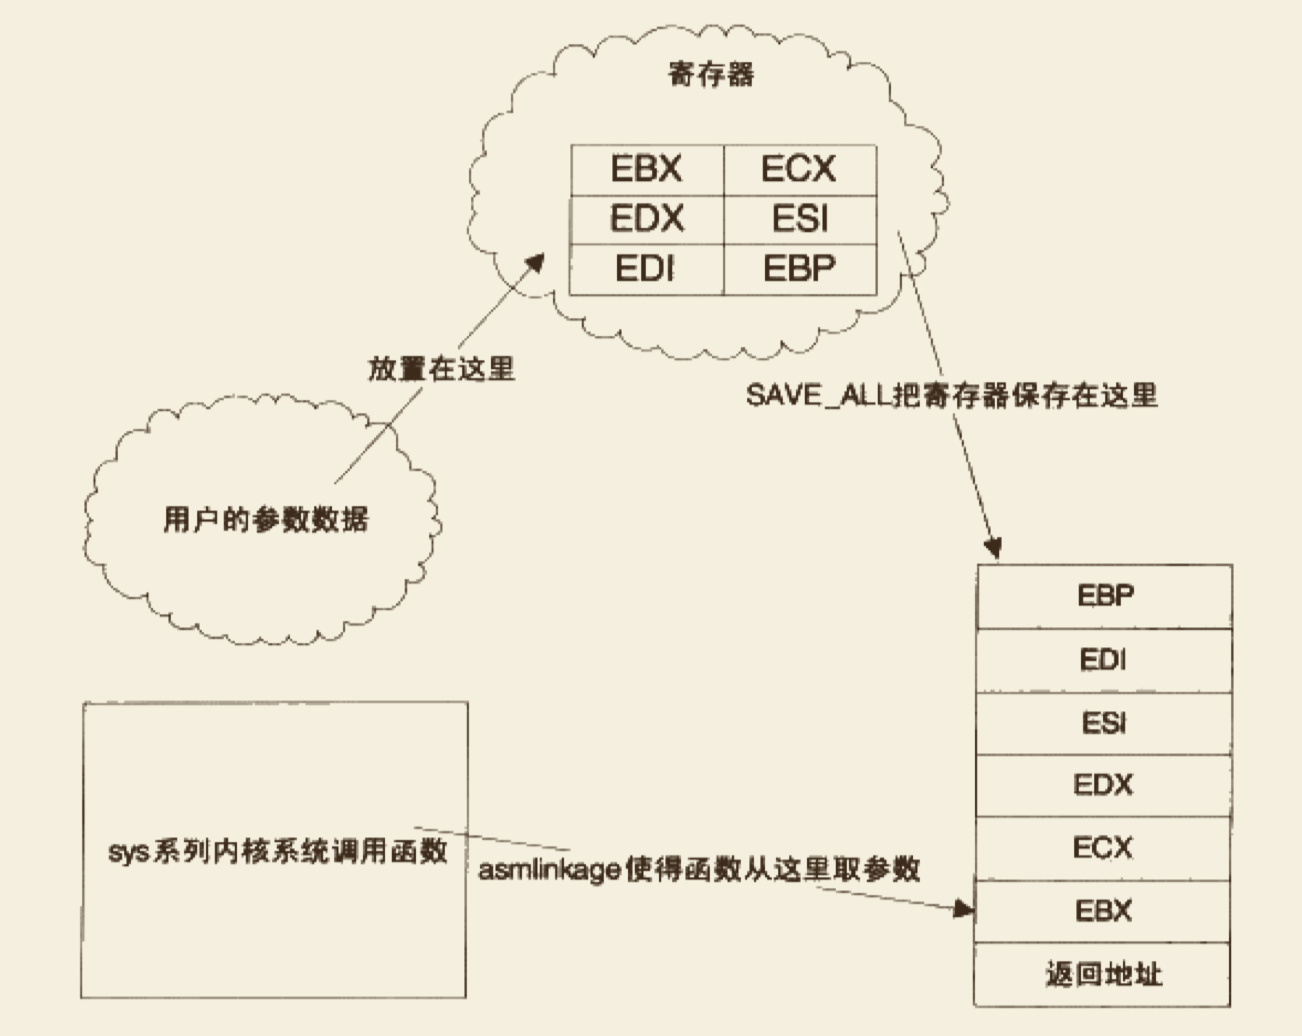 寄存器
EBX ECX
EDX ESI
EDI EBP
放置在这里
SAVE_ALL把寄存器保存在这里
用户的参数数据
EBP
EDI
ESI
EDX
ECX
EBX
返回地址
sys系列内核系统调用函数
asmlinkage使得函数从这里取参数